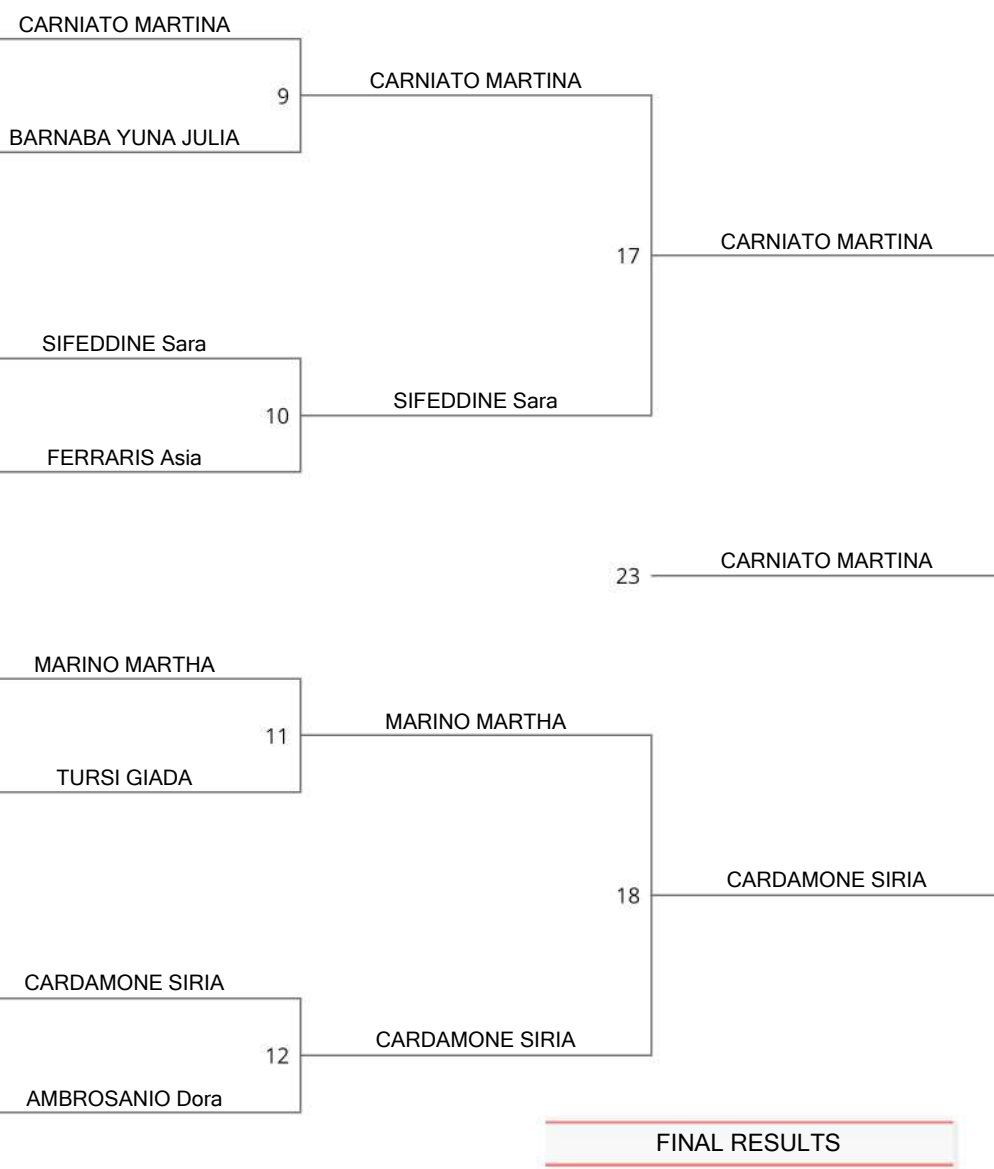 CARNIATO MARTINA
9
CARNIATO MARTINA
BARNABA YUNA JULIA
17
CARNIATO MARTINA
SIFEDDINE Sara
10
SIFEDDINE Sara
FERRARIS Asia
23
CARNIATO MARTINA
MARINO MARTHA
11
MARINO MARTHA
TURSI GIADA
18
CARDAMONE SIRIA
CARDAMONE SIRIA
12
CARDAMONE SIRIA
AMBROSANIO Dora
FINAL RESULTS